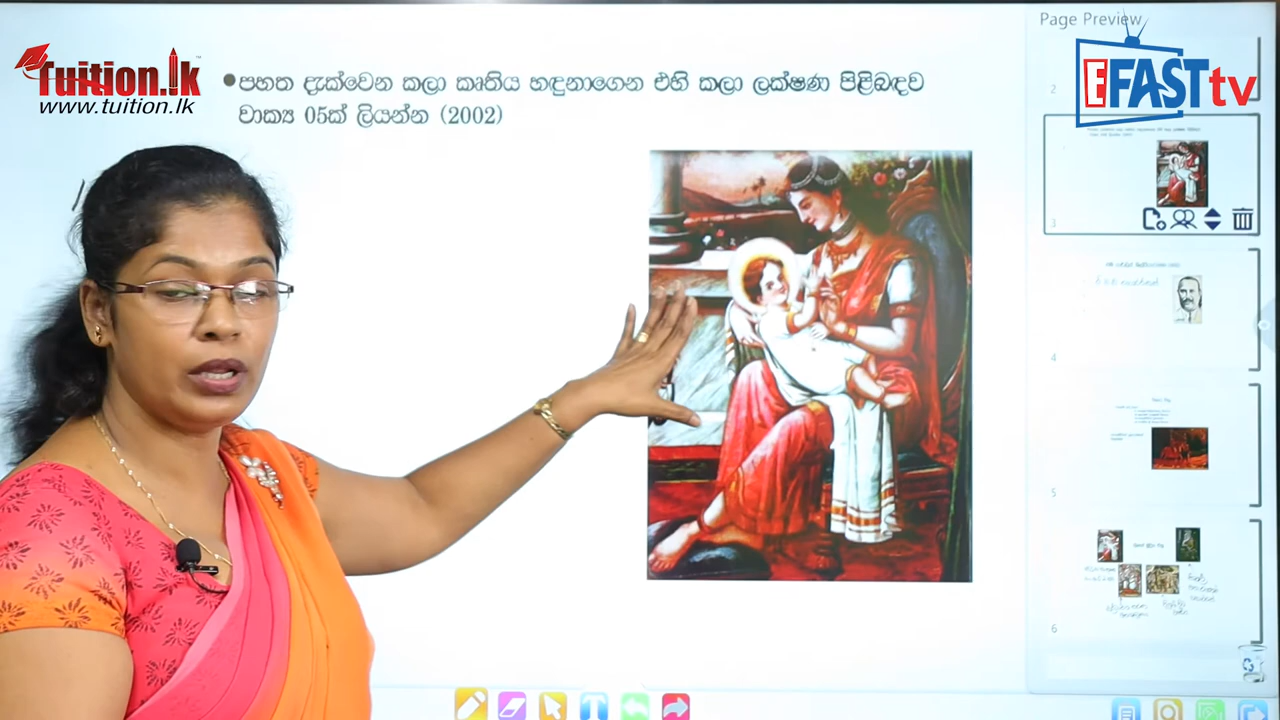 Tuition.lk
www.tuition.lk
• පහත දැක්වෙන කලා කෘතිය හඳුනාගෙන එහි කලා ලක්ෂණ පිළිබඳව
වාක්‍ය 05ක් ලියන්න (2002)
Page Preview
EFAST tv
2
3
4
5
6